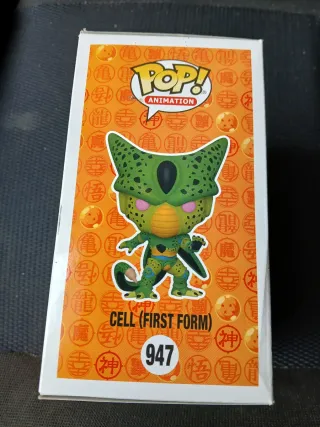 POP!
ANIMATION
CELL (FIRST FORM)
947